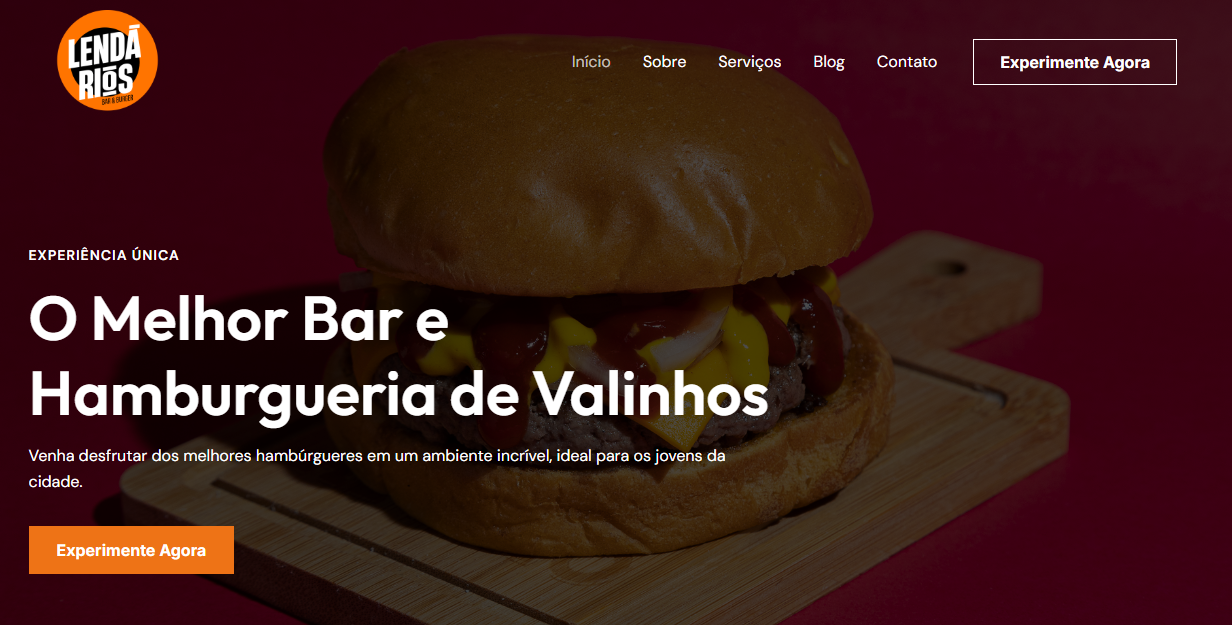 LENDÁ
RIOS
BAR & BURGER
Início Sobre Serviços Blog Contato Experimente Agora
EXPERIÊNCIA ÚNICA
O Melhor Bar e
Hamburgueria de Valinhos
Venha desfrutar dos melhores hambúrgueres em um ambiente incrível, ideal para os jovens da
cidade.
Experimente Agora